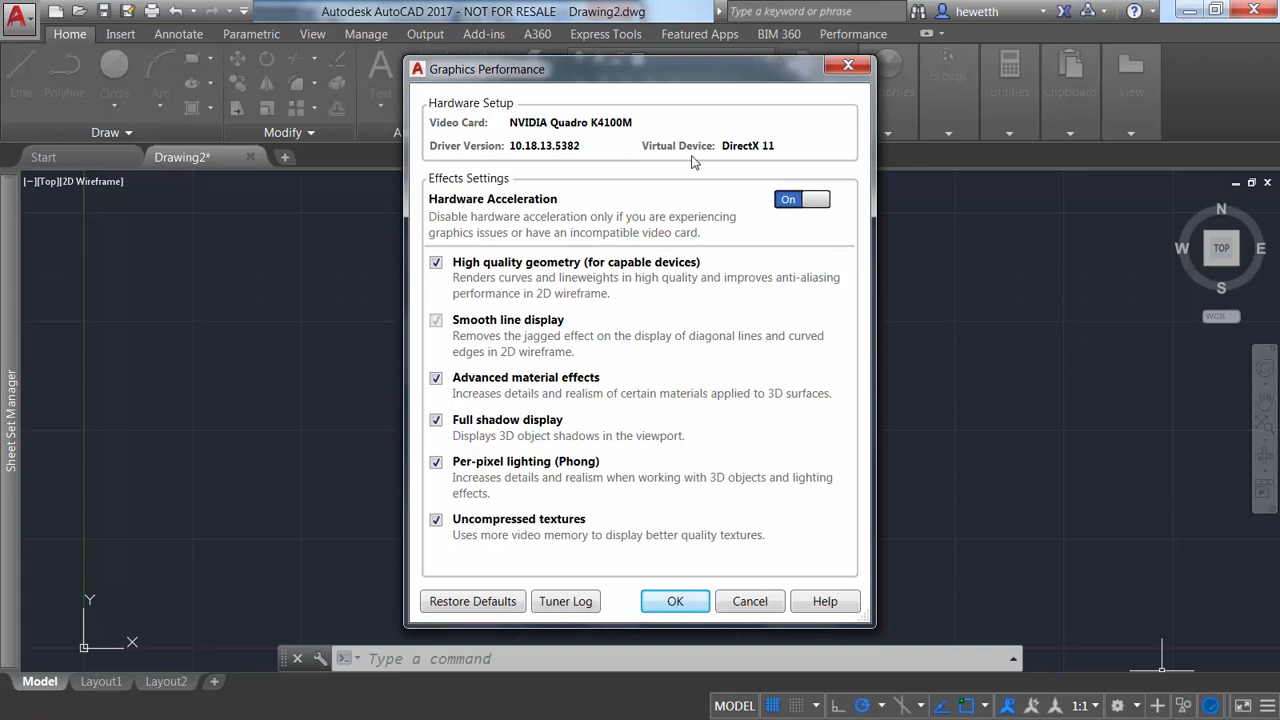 Autodesk AutoCAD 2017 - NOT FOR RESALE Drawing2.dwg
Type a keyword or phrase
hewetth
Home Insert Annotate Parametric View Manage Output Add-ins A360 Express Tools Featured Apps BIM 360 Performance
Line Polyline Circle Arc Text Groups Utilities Clipboard View
Draw Modify
Start Drawing2*
[−][Top][2D Wireframe]
Graphics Performance
Hardware Setup
Video Card: NVIDIA Quadro K4100M
Driver Version: 10.18.13.5382 Virtual Device: DirectX 11
Effects Settings
Hardware Acceleration On
Disable hardware acceleration only if you are experiencing
graphics issues or have an incompatible video card.
High quality geometry (for capable devices)
Renders curves and lineweights in high quality and improves anti-aliasing
performance in 2D wireframe.
Smooth line display
Removes the jagged effect on the display of diagonal lines and curved
edges in 2D wireframe.
Advanced material effects
Increases details and realism of certain materials applied to 3D surfaces.
Full shadow display
Displays 3D object shadows in the viewport.
Per-pixel lighting (Phong)
Increases details and realism when working with 3D objects and lighting
effects.
Uncompressed textures
Uses more video memory to display better quality textures.
Restore Defaults Tuner Log OK Cancel Help
N
W TOP E
S
WCS
Sheet Set Manager
Y
X
Type a command
Model Layout1 Layout2
MODEL 1:1